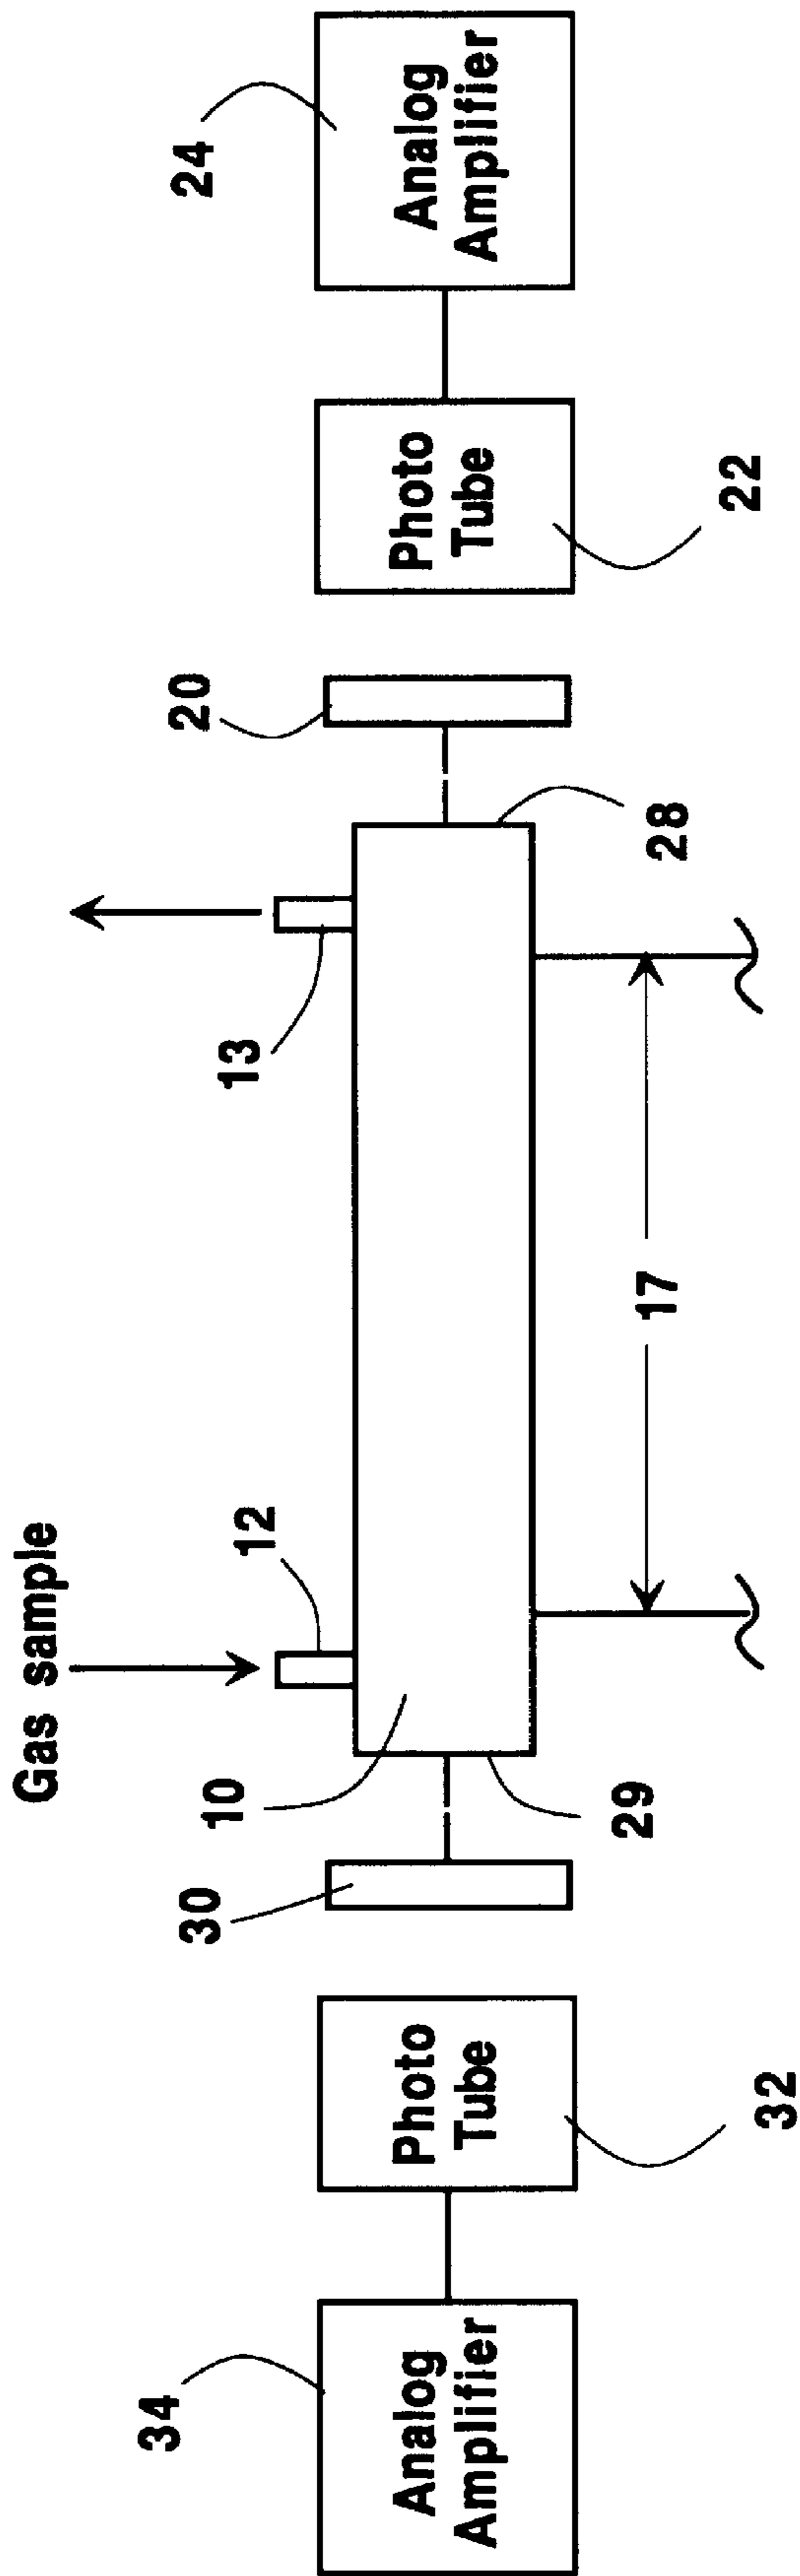 Gas sample
34
30
10
12
13
20
24
Analog
Amplifier
Photo
Tube
Photo
Tube
Analog
Amplifier
32
29
17
28
22